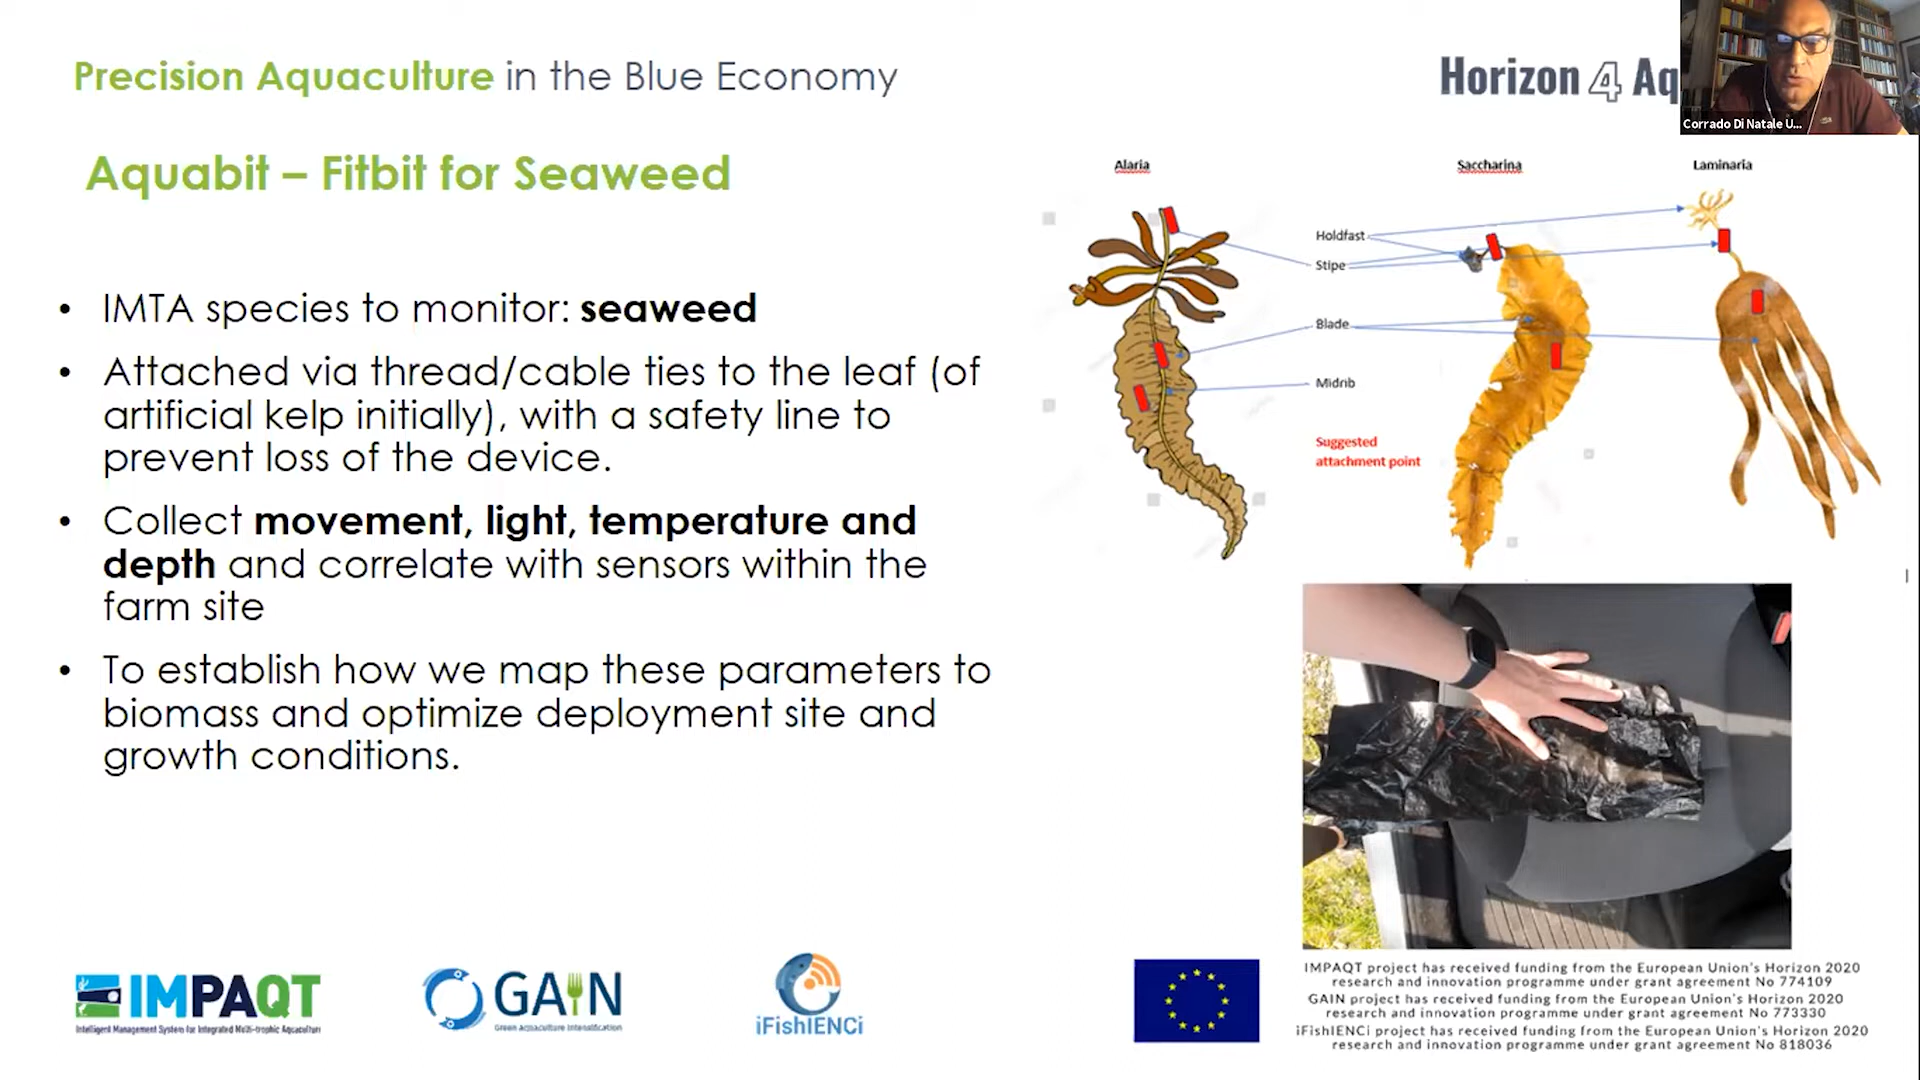 Precision Aquaculture in the Blue Economy
Horizon 4 Aq
Corrado Di Natale U...
Aquabit – Fitbit for Seaweed
• IMTA species to monitor: seaweed
• Attached via thread/cable ties to the leaf (of
artificial kelp initially), with a safety line to
prevent loss of the device.
• Collect movement, light, temperature and
depth and correlate with sensors within the
farm site
• To establish how we map these parameters to
biomass and optimize deployment site and
growth conditions.
Alaria
Saccharina
Laminaria
Holdfast
Stipe
Blade
Midrib
Suggested
attachment point
IMPAQT
Intelligent Management System for Integrated Multi-trophic Aquaculture
GAIN
Green Aquaculture Intensification
iFishIENCi
IMPAQT project has received funding from the European Union's Horizon 2020
research and innovation programme under grant agreement No 774109
GAIN project has received funding from the European Union's Horizon 2020
research and innovation programme under grant agreement No 773330
iFishIENCi project has received funding from the European Union's Horizon 2020
research and innovation programme under grant agreement No 818036